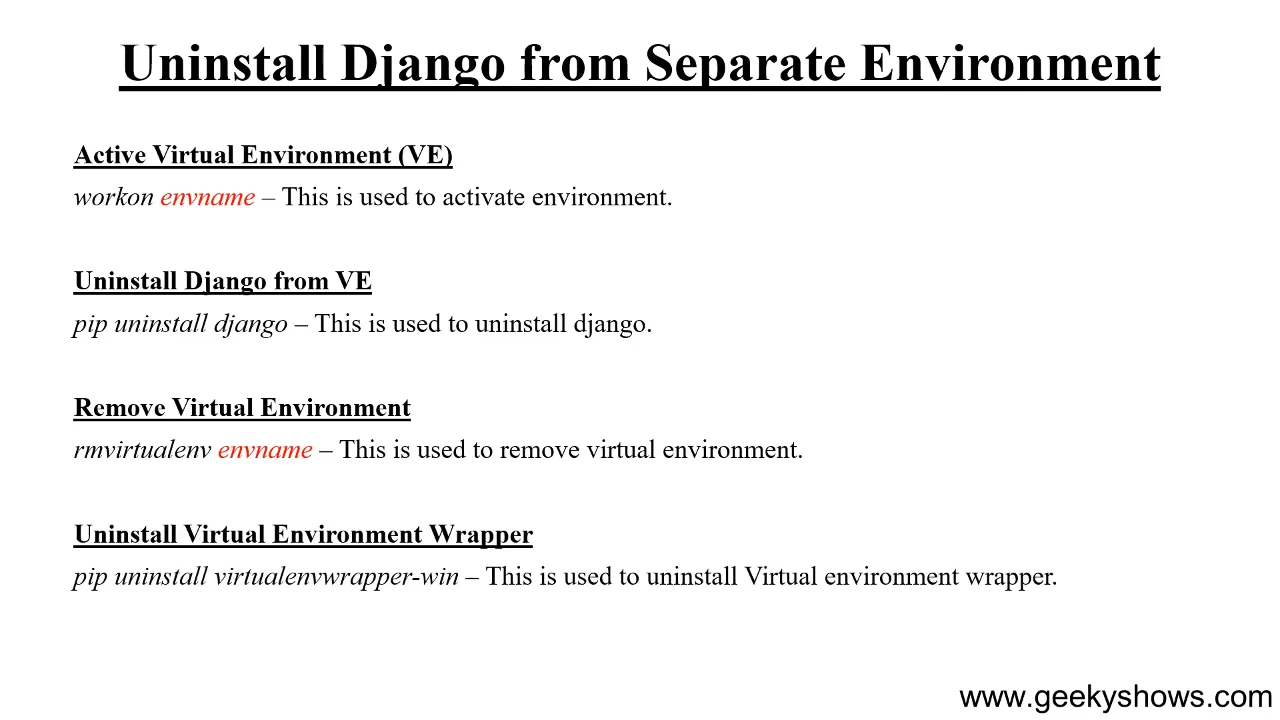 Uninstall Django from Separate Environment
Active Virtual Environment (VE)
workon envname – This is used to activate environment.
Uninstall Django from VE
pip uninstall django – This is used to uninstall django.
Remove Virtual Environment
rmvirtualenv envname – This is used to remove virtual environment.
Uninstall Virtual Environment Wrapper
pip uninstall virtualenvwrapper-win – This is used to uninstall Virtual environment wrapper.
www.geekyshows.com